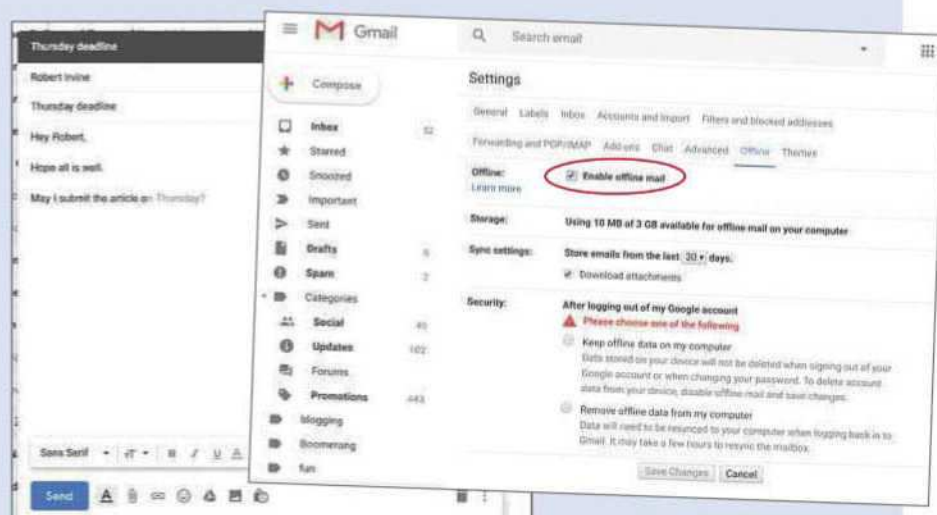 Thursday deadline
Robert Irvine
Thursday deadline
Hey Robert,
Hope all is well.
May I submit the article on Thursday?
Sans Serif
Send
Gmail
Search email
Compose
Inbox 52
Starred
Snoozed
Important
Sent
Drafts
Spam 2
Categories
Social
Updates 102
Forums
Promotions 443
blogging
Boomerang
fun
Settings
General Labels Inbox Accounts and Import Filters and blocked addresses
Forwarding and POP/IMAP Add-ons Chat Advanced Offline Themes
Offline: Enable offline mail
Learn more
Storage: Using 10 MB of 3 GB available for offline mail on your computer
Sync settings: Store emails from the last 30 days.
Download attachments
Security: After logging out of my Google account
Please choose one of the following
Keep offline data on my computer
Data stored on your device will not be deleted when signing out of your
Google account or when changing your password. To delete account
data from your device, disable offline mail and save changes.
Remove offline data from my computer
Data will need to be resynced to your computer when logging back in to
Gmail. It may take a few hours to resync the mailbox.
Save Changes Cancel